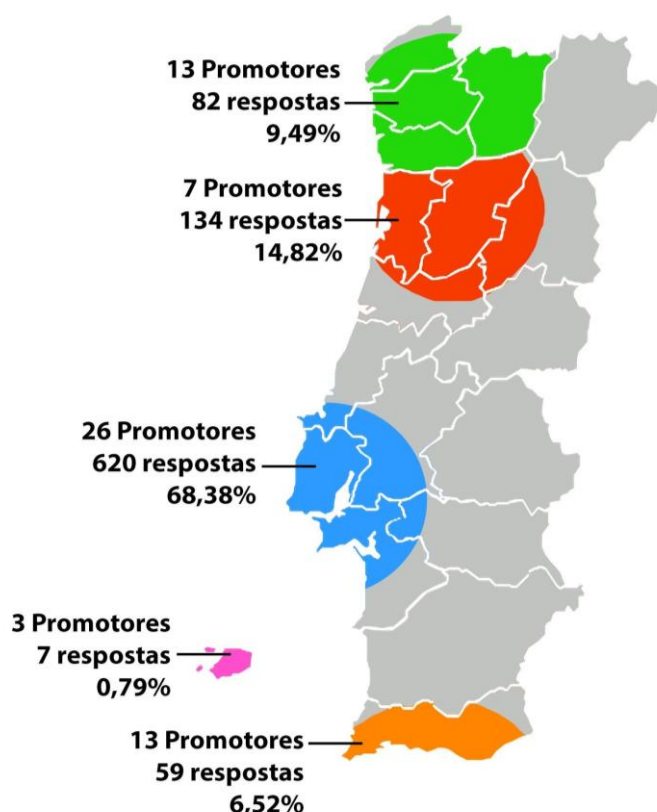 13 Promotores
82 respostas
9,49%
7 Promotores
134 respostas
14,82%
26 Promotores
620 respostas
68,38%
3 Promotores
7 respostas
0,79%
13 Promotores
59 respostas
6,52%